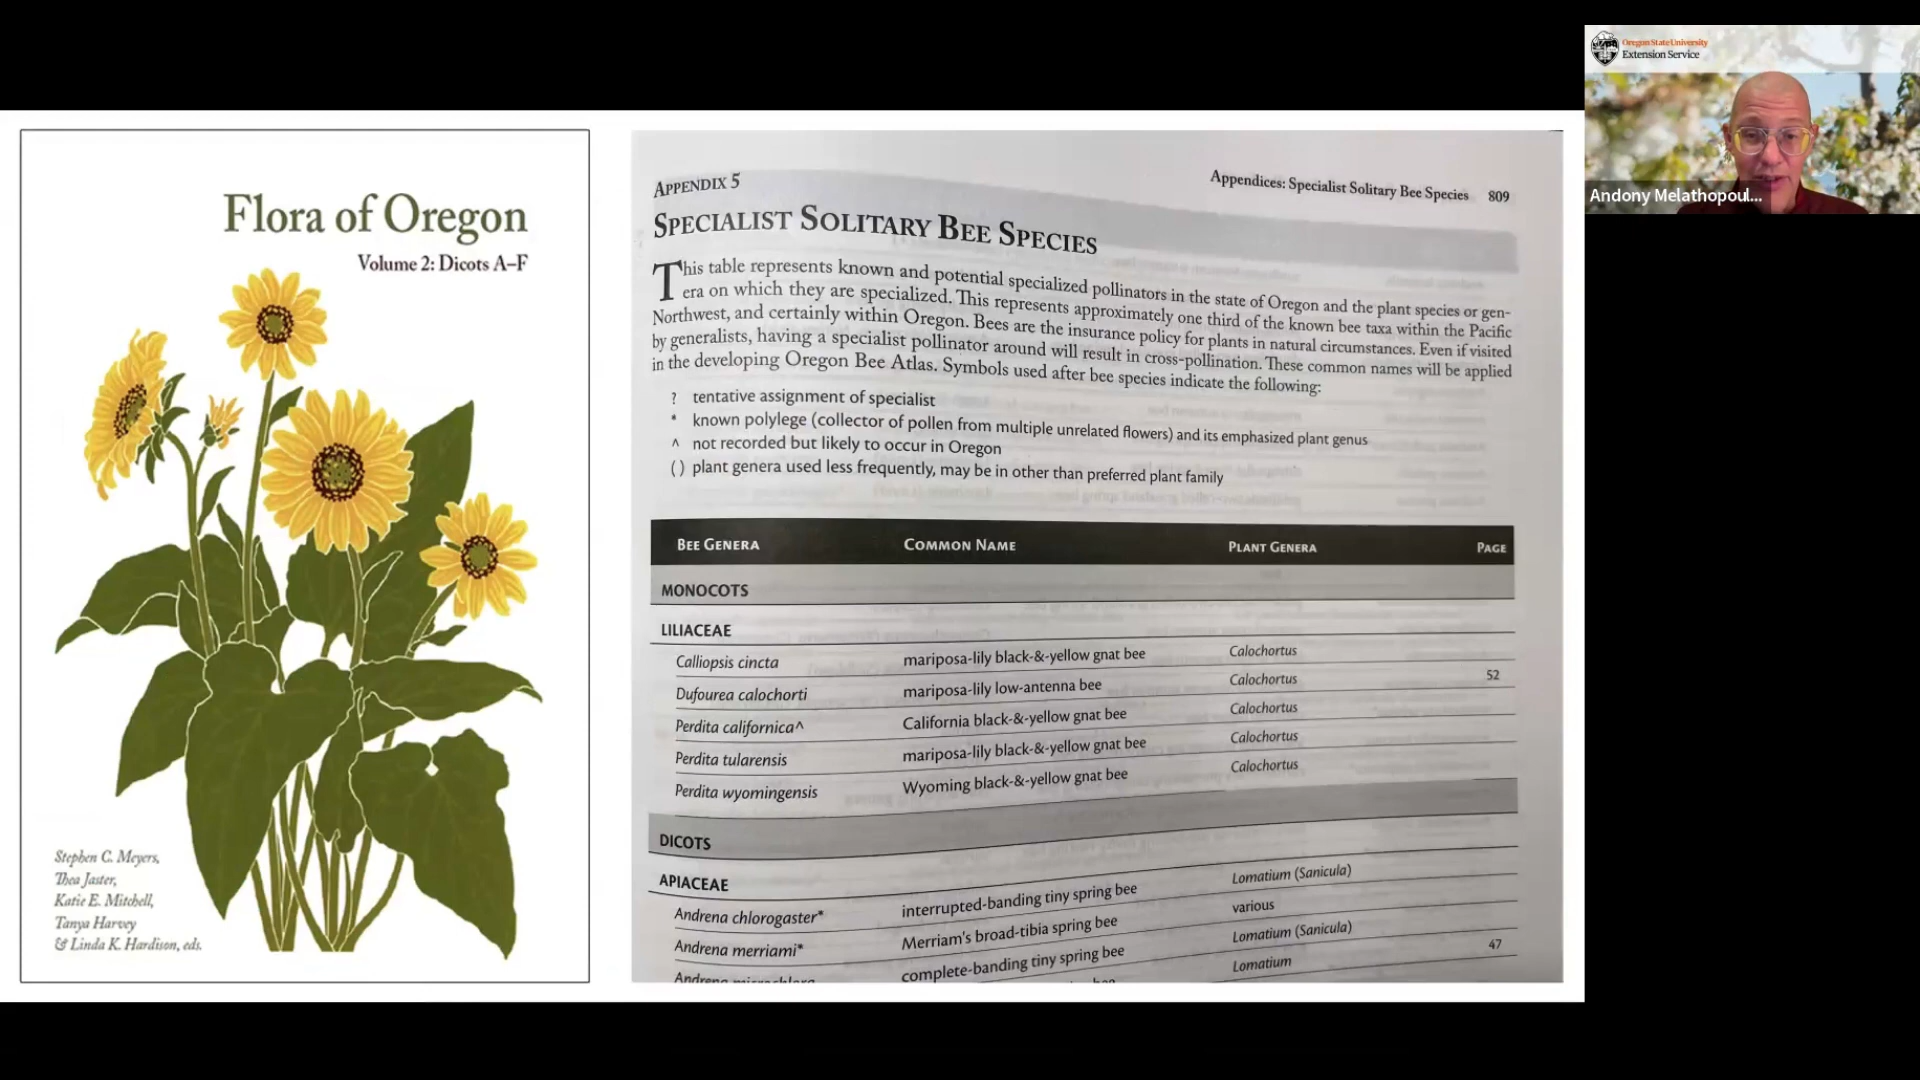 Flora of Oregon
Volume 2: Dicots A–F
Stephen C. Meyers,
Thea Jaster,
Katie E. Mitchell,
Tanya Harvey
& Linda K. Hardison, eds.
APPENDIX 5
Appendices: Specialist Solitary Bee Species 809
SPECIALIST SOLITARY BEE SPECIES
This table represents known and potential specialized pollinators in the state of Oregon and the plant species or gen-
era on which they are specialized. This represents approximately one third of the known bee taxa within the Pacific
Northwest, and certainly within Oregon. Bees are the insurance policy for plants in natural circumstances. Even if visited
by generalists, having a specialist pollinator around will result in cross-pollination. These common names will be applied
in the developing Oregon Bee Atlas. Symbols used after bee species indicate the following:
? tentative assignment of specialist
* known polylege (collector of pollen from multiple unrelated flowers) and its emphasized plant genus
^ not recorded but likely to occur in Oregon
( ) plant genera used less frequently, may be in other than preferred plant family
BEE GENERA COMMON NAME PLANT GENERA PAGE
MONOCOTS
LILIACEAE
Calliopsis cincta mariposa-lily black-&-yellow gnat bee Calochortus
Dufourea calochorti mariposa-lily low-antenna bee Calochortus 52
Perdita californica^ California black-&-yellow gnat bee Calochortus
Perdita tularensis mariposa-lily black-&-yellow gnat bee Calochortus
Perdita wyomingensis Wyoming black-&-yellow gnat bee Calochortus
DICOTS
APIACEAE
Andrena chlorogaster* interrupted-banding tiny spring bee Lomatium (Sanicula)
Andrena merriami* Merriam's broad-tibia spring bee various
Andrena microchlora complete-banding tiny spring bee Lomatium (Sanicula) 47
bee Lomatium
Oregon State University
Extension Service
Andony Melathopoul...